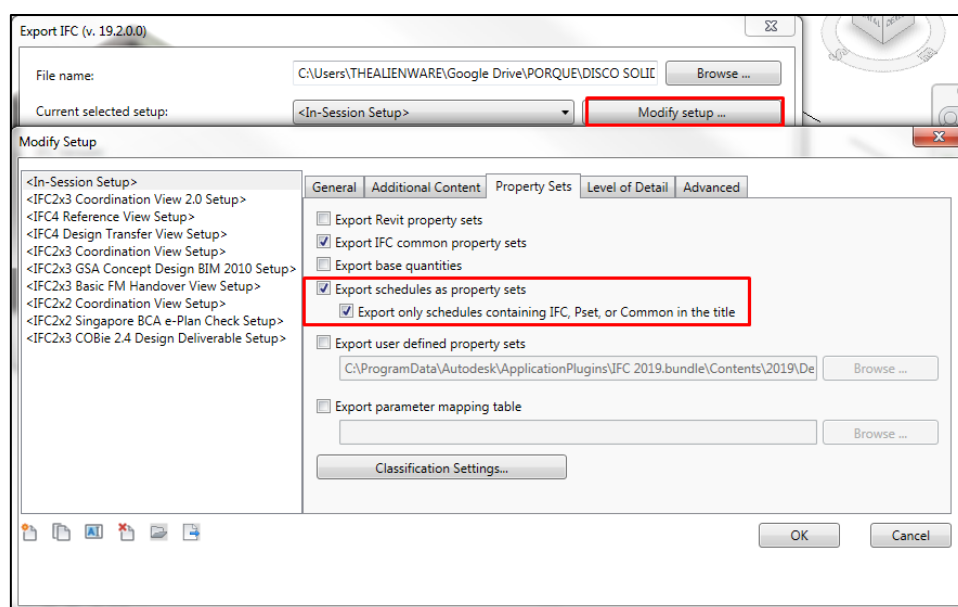 Export IFC (v. 19.2.0.0)
File name:
C:\Users\THEALIENWARE\Google Drive\PORQUE\DISCO SOLID
Browse ...
Current selected setup:
<In-Session Setup>
Modify setup ...
Modify Setup
<In-Session Setup>
<IFC2x3 Coordination View 2.0 Setup>
<IFC4 Reference View Setup>
<IFC4 Design Transfer View Setup>
<IFC2x3 Coordination View Setup>
<IFC2x3 GSA Concept Design BIM 2010 Setup>
<IFC2x3 Basic FM Handover View Setup>
<IFC2x2 Coordination View Setup>
<IFC2x2 Singapore BCA e-Plan Check Setup>
<IFC2x3 COBie 2.4 Design Deliverable Setup>
General Additional Content Property Sets Level of Detail Advanced
Export Revit property sets
Export IFC common property sets
Export base quantities
Export schedules as property sets
Export only schedules containing IFC, Pset, or Common in the title
Export user defined property sets
C:\ProgramData\Autodesk\ApplicationPlugins\IFC 2019.bundle\Contents\2019\De
Browse ...
Export parameter mapping table
Browse ...
Classification Settings...
OK Cancel